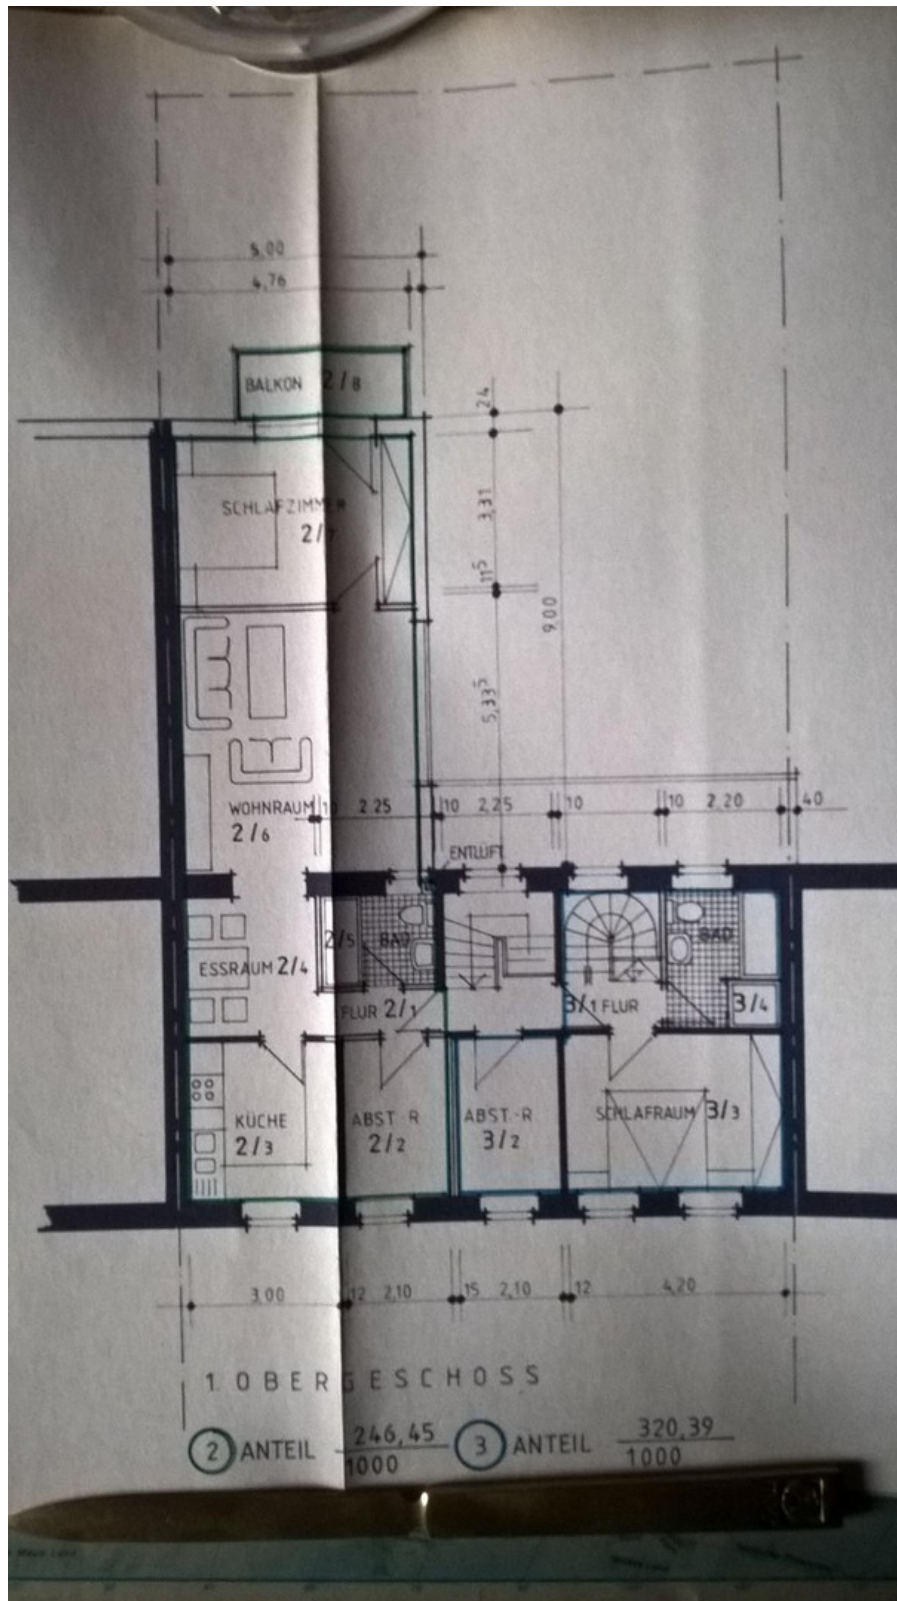 5.00
4,76
BALKON 2/8
24
SCHLAFZIMMER
2/7
3,31
11⁵
9.00
5,33⁵
WOHNRAUM
2/6
10 2.25 10 2,25 10 10 2,20 40
ENTLÜFT
2/5 BAD
BAD
ESSRAUM 2/4
FLUR 2/1
3/1 FLUR
3/4
KÜCHE
2/3
ABST.-R
2/2
ABST.-R
3/2
SCHLAFRAUM 3/3
3.00 12 2,10 15 2,10 12 4,20
1. OBERGESCHOSS
2 ANTEIL 246,45
1000
3 ANTEIL 320,39
1000